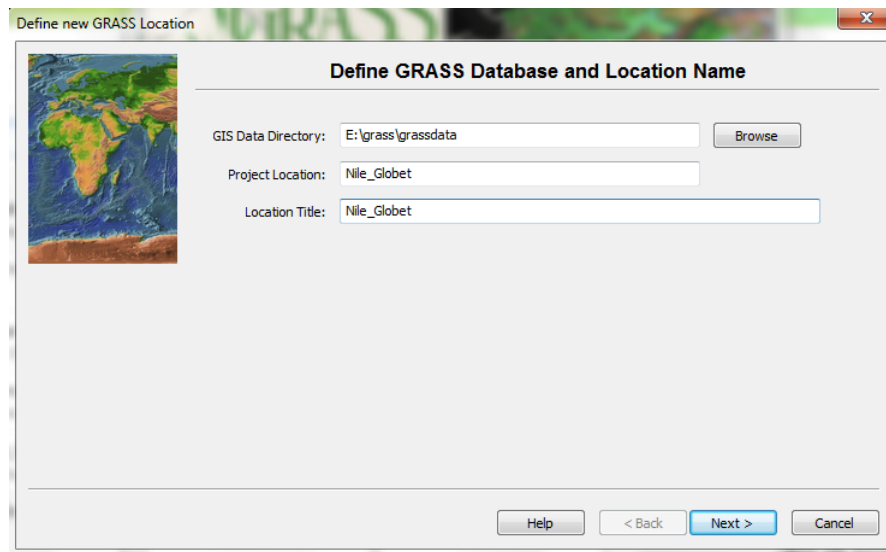 Define new GRASS Location
Define GRASS Database and Location Name
GIS Data Directory: E:\grass\grassdata Browse
Project Location: Nile_Globet
Location Title: Nile_Globet
Help < Back Next > Cancel